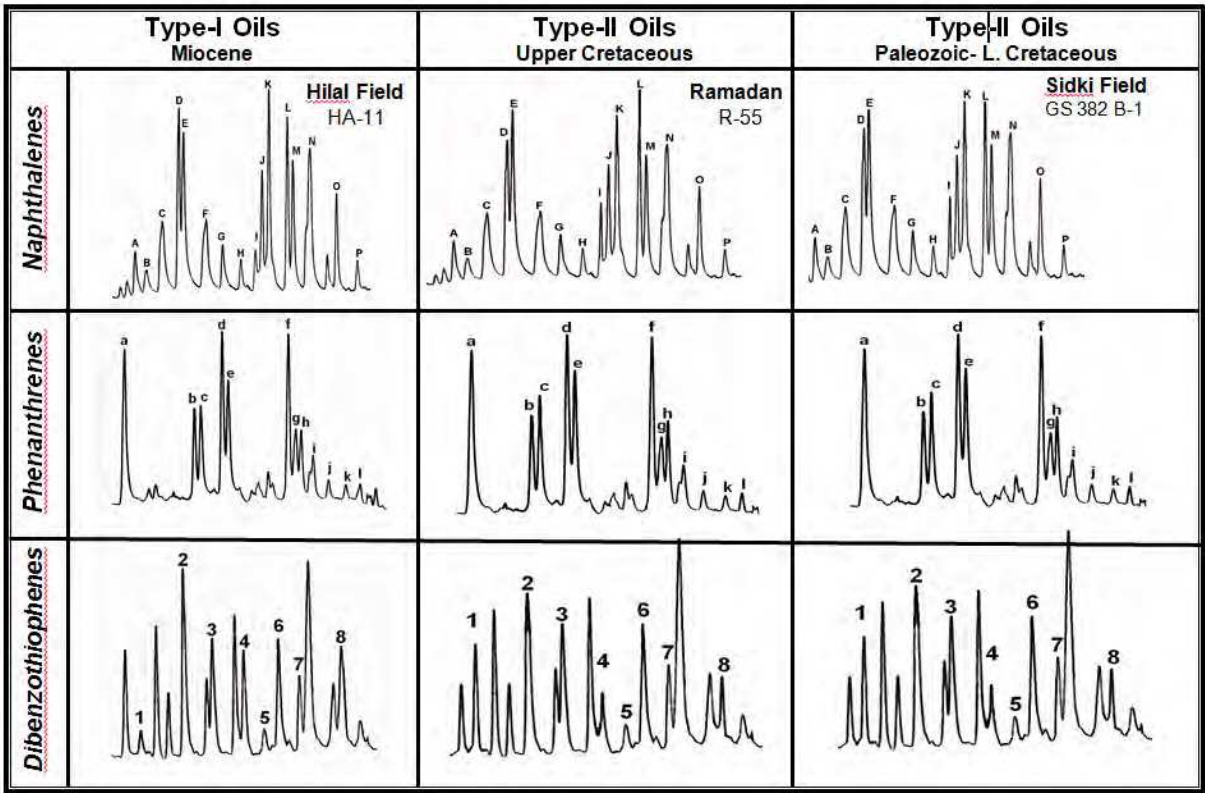 Type-I Oils
Miocene
Type-II Oils
Upper Cretaceous
Type-II Oils
Paleozoic- L. Cretaceous
Naphthalenes
Hilal Field
HA-11
A B C D E F G H I J K L M N O P
Ramadan
R-55
A B C D E F G H I J K L M N O P
Sidki Field
GS 382 B-1
A B C D E F G H I J K L M N O P
Phenanthrenes
a b c d e f g h i j k l
a b c d e f g h i j k l
a b c d e f g h i j k l
Dibenzothiophenes
1 2 3 4 5 6 7 8
1 2 3 4 5 6 7 8
1 2 3 4 5 6 7 8